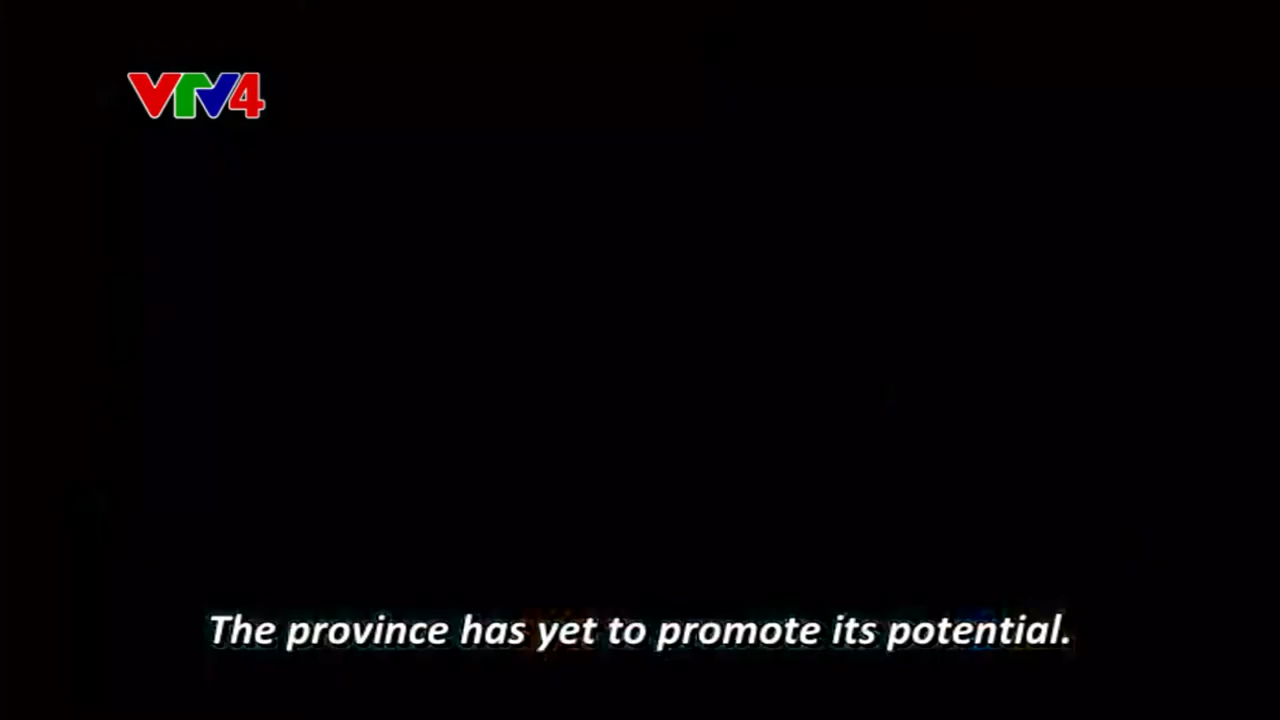 VTV4
The province has yet to promote its potential.